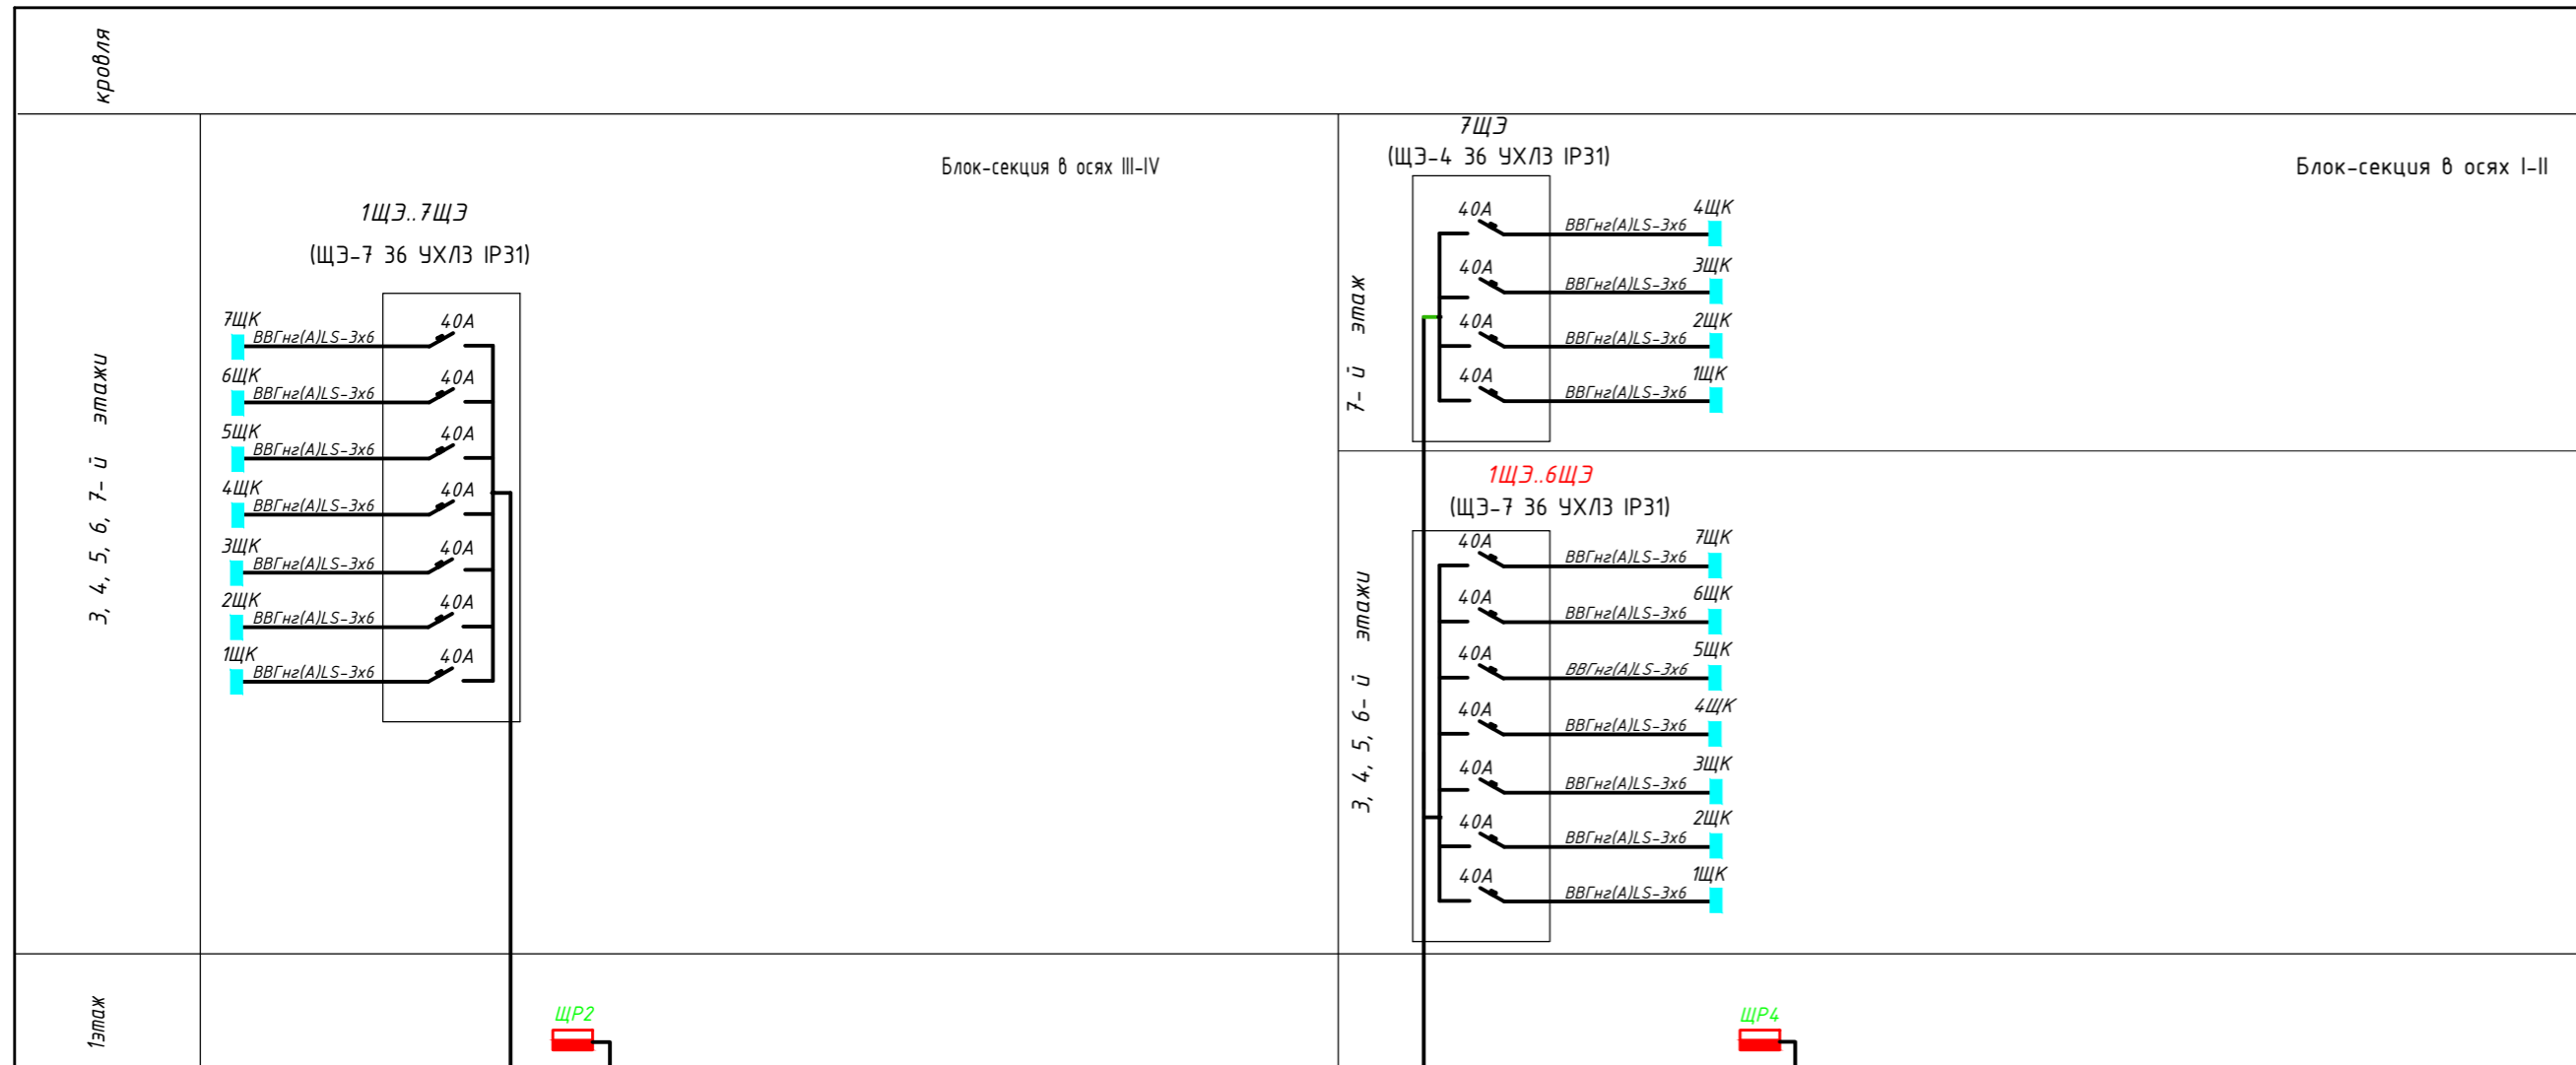 кровля
3, 4, 5, 6, 7- й этажи
Блок-секция в осях III-IV
1ЩЭ..7ЩЭ
(ЩЭ-7 36 УХЛ3 IP31)
7ЩК ВВГнг(А)LS-3х6 40А
6ЩК ВВГнг(А)LS-3х6 40А
5ЩК ВВГнг(А)LS-3х6 40А
4ЩК ВВГнг(А)LS-3х6 40А
3ЩК ВВГнг(А)LS-3х6 40А
2ЩК ВВГнг(А)LS-3х6 40А
1ЩК ВВГнг(А)LS-3х6 40А
Блок-секция в осях I-II
7- й этаж
7ЩЭ
(ЩЭ-4 36 УХЛ3 IP31)
40А ВВГнг(А)LS-3х6 4ЩК
40А ВВГнг(А)LS-3х6 3ЩК
40А ВВГнг(А)LS-3х6 2ЩК
40А ВВГнг(А)LS-3х6 1ЩК
3, 4, 5, 6- й этажи
1ЩЭ..6ЩЭ
(ЩЭ-7 36 УХЛ3 IP31)
40А ВВГнг(А)LS-3х6 7ЩК
40А ВВГнг(А)LS-3х6 6ЩК
40А ВВГнг(А)LS-3х6 5ЩК
40А ВВГнг(А)LS-3х6 4ЩК
40А ВВГнг(А)LS-3х6 3ЩК
40А ВВГнг(А)LS-3х6 2ЩК
40А ВВГнг(А)LS-3х6 1ЩК
1этаж
ЩР2
ЩР4